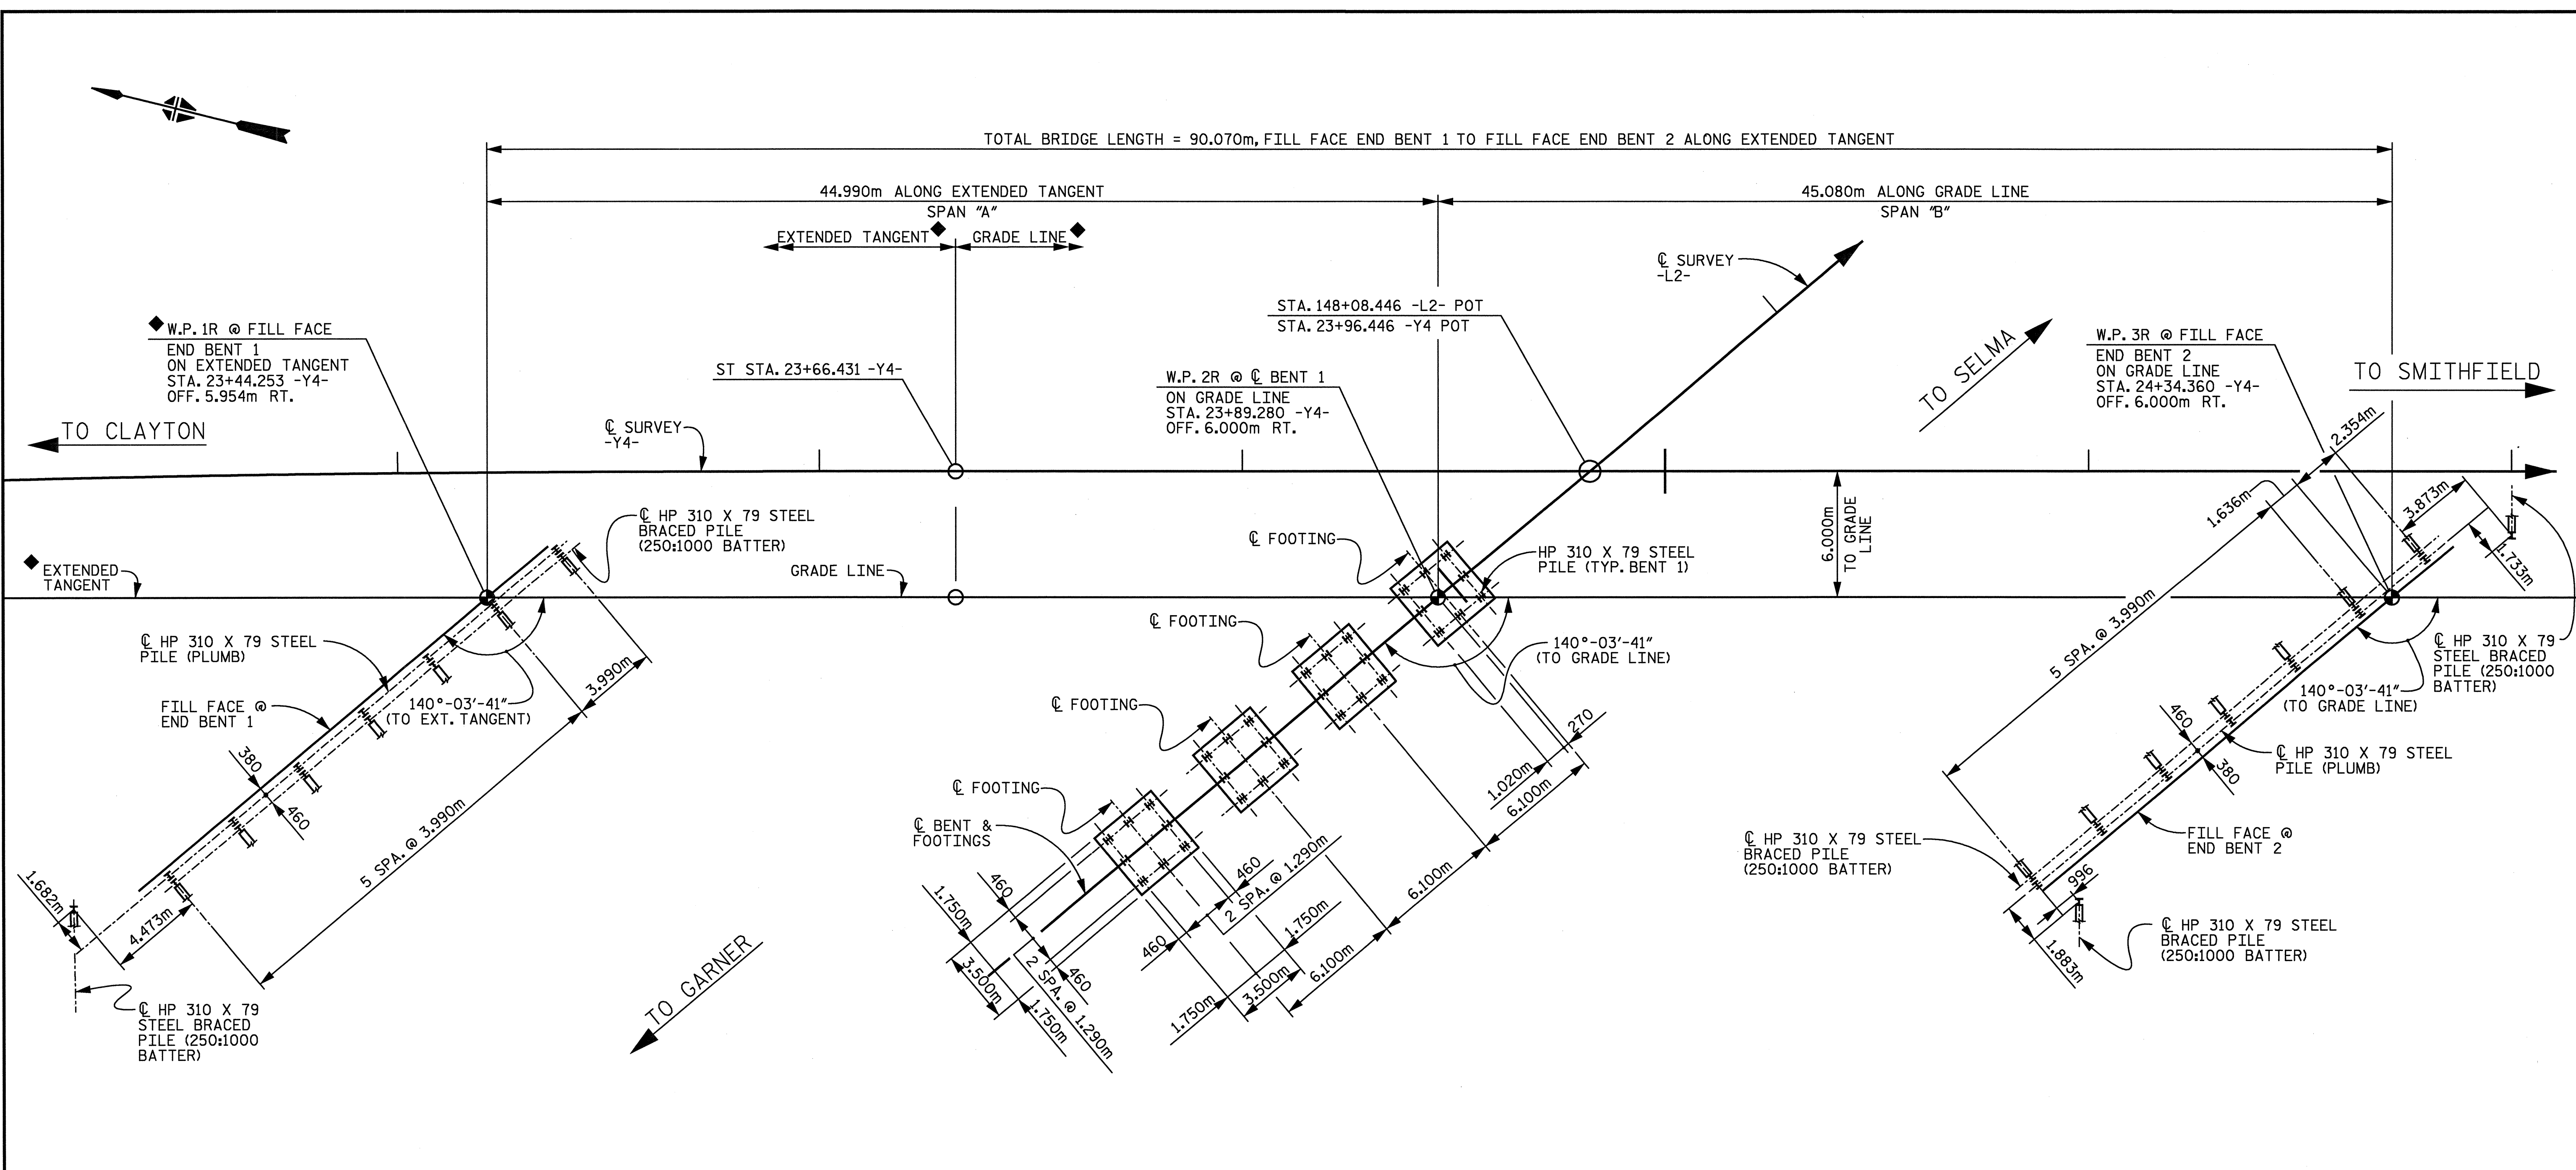 TOTAL BRIDGE LENGTH = 90.070m, FILL FACE END BENT 1 TO FILL FACE END BENT 2 ALONG EXTENDED TANGENT
44.990m ALONG EXTENDED TANGENT
SPAN "A"
45.080m ALONG GRADE LINE
SPAN "B"
EXTENDED TANGENT◆
GRADE LINE◆
℄ SURVEY
-L2-
STA. 148+08.446 -L2- POT
STA. 23+96.446 -Y4 POT
◆W.P. 1R @ FILL FACE
END BENT 1
ON EXTENDED TANGENT
STA. 23+44.253 -Y4-
OFF. 5.954m RT.
ST STA. 23+66.431 -Y4-
W.P. 2R @ ℄ BENT 1
ON GRADE LINE
STA. 23+89.280 -Y4-
OFF. 6.000m RT.
TO SELMA
W.P. 3R @ FILL FACE
END BENT 2
ON GRADE LINE
STA. 24+34.360 -Y4-
OFF. 6.000m RT.
TO SMITHFIELD
TO CLAYTON
℄ SURVEY
-Y4-
2.354m
1.636m
3.873m
1.733m
℄ HP 310 X 79 STEEL
BRACED PILE
(250:1000 BATTER)
℄ FOOTING
HP 310 X 79 STEEL
PILE (TYP. BENT 1)
6.000m
TO GRADE
LINE
◆EXTENDED
TANGENT
GRADE LINE
℄ HP 310 X 79 STEEL
PILE (PLUMB)
℄ FOOTING
140°-03'-41"
(TO GRADE LINE)
5 SPA. @ 3.990m
℄ HP 310 X 79
STEEL BRACED
PILE (250:1000
BATTER)
3.990m
140°-03'-41"
(TO EXT. TANGENT)
FILL FACE @
END BENT 1
℄ FOOTING
140°-03'-41"
(TO GRADE LINE)
270
1.020m
6.100m
460
380
℄ HP 310 X 79 STEEL
PILE (PLUMB)
380
460
5 SPA. @ 3.990m
℄ FOOTING
℄ BENT &
FOOTINGS
℄ HP 310 X 79 STEEL
BRACED PILE
(250:1000 BATTER)
FILL FACE @
END BENT 2
1.682m
4.473m
460
1.750m
3.500m
460
2 SPA. @ 1.290m
1.750m
460
2 SPA. @ 1.290m
460
1.750m
6.100m
6.100m
3.500m
1.750m
996
1.883m
℄ HP 310 X 79 STEEL
BRACED PILE
(250:1000 BATTER)
TO GARNER
℄ HP 310 X 79
STEEL BRACED
PILE (250:1000
BATTER)